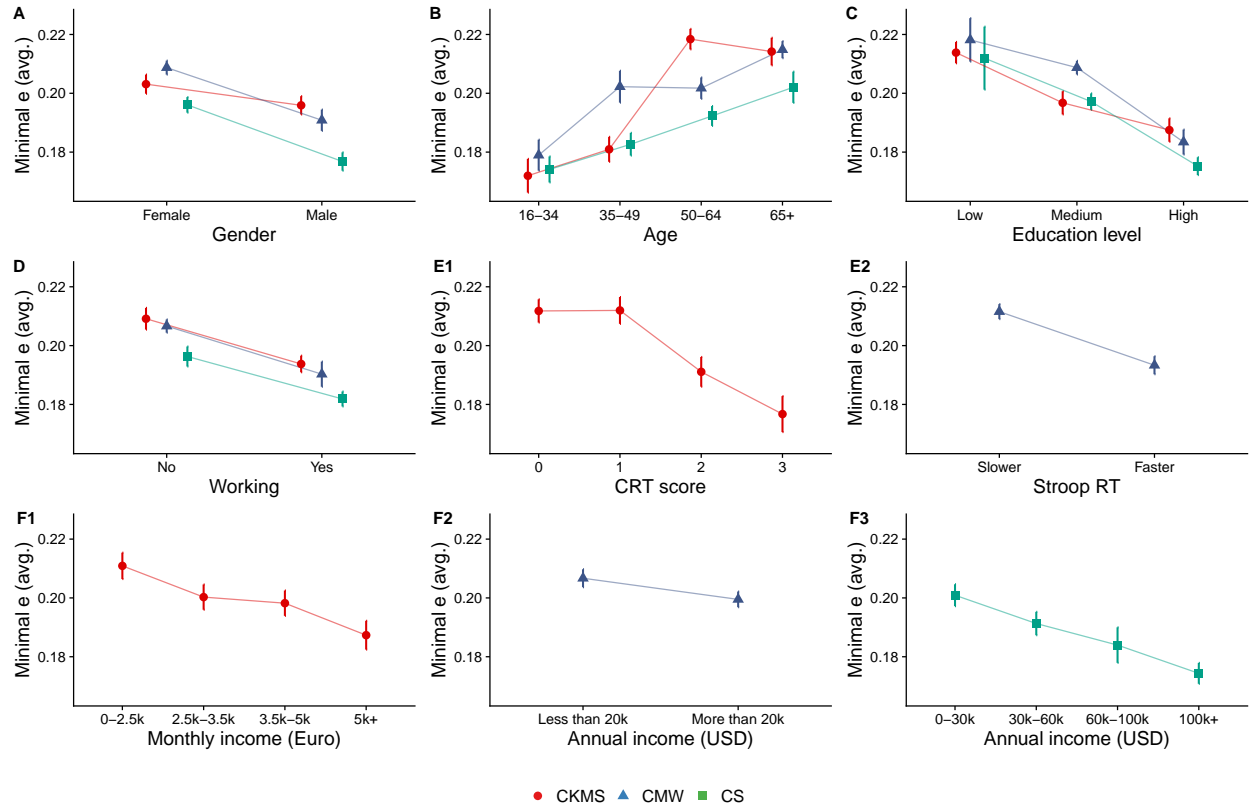 A
Minimal e (avg.)
0.22
0.20
0.18
Female Male
Gender
B
Minimal e (avg.)
0.22
0.20
0.18
16–34 35–49 50–64 65+
Age
C
Minimal e (avg.)
0.22
0.20
0.18
Low Medium High
Education level
D
Minimal e (avg.)
0.22
0.20
0.18
No Yes
Working
E1
Minimal e (avg.)
0.22
0.20
0.18
0 1 2 3
CRT score
E2
Minimal e (avg.)
0.22
0.20
0.18
Slower Faster
Stroop RT
F1
Minimal e (avg.)
0.22
0.20
0.18
0–2.5k 2.5k–3.5k 3.5k–5k 5k+
Monthly income (Euro)
F2
Minimal e (avg.)
0.22
0.20
0.18
Less than 20k More than 20k
Annual income (USD)
F3
Minimal e (avg.)
0.22
0.20
0.18
0–30k 30k–60k 60k–100k 100k+
Annual income (USD)
CKMS CMW CS